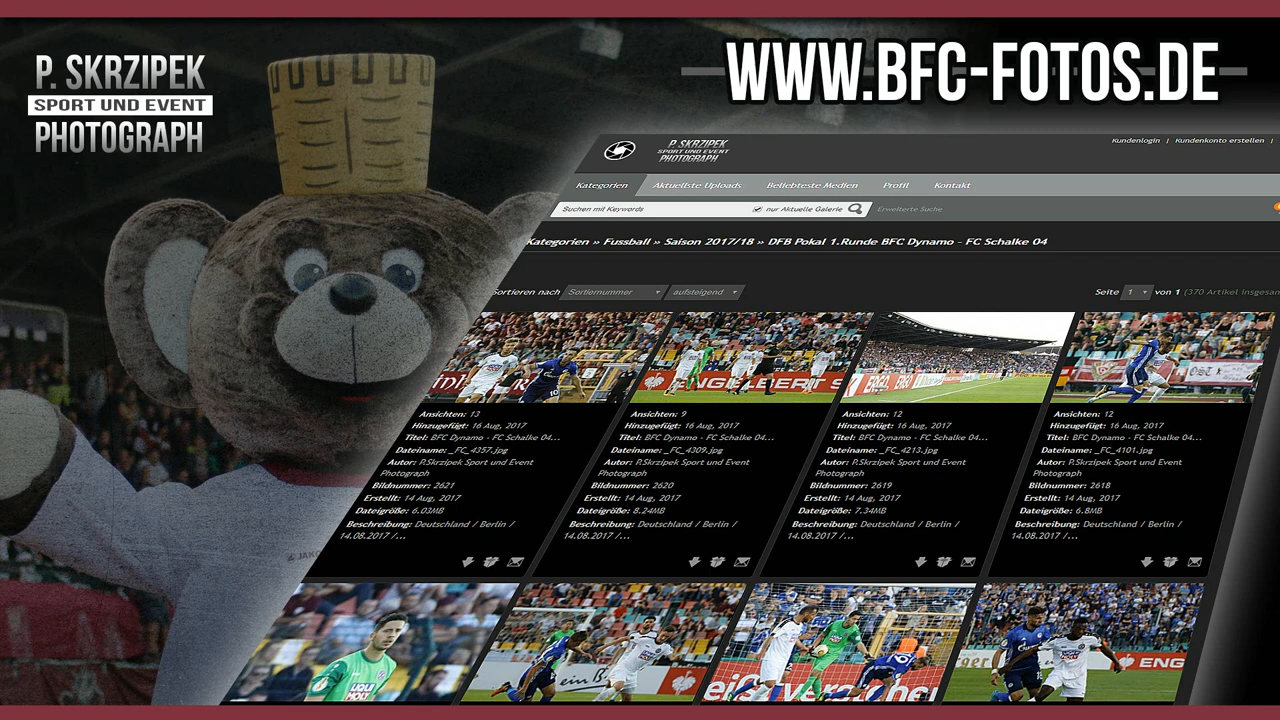 P. SKRZIPEK
SPORT UND EVENT
PHOTOGRAPH
WWW.BFC-FOTOS.DE
P. SKRZIPEK
SPORT UND EVENT
PHOTOGRAPH
Kundenlogin | Kundenkonto erstellen |
Kategorien Aktuellste Uploads Beliebteste Medien Profil Kontakt
Suchen mit Keywords nur Aktuelle Galerie Erweiterte Suche
Kategorien » Fussball » Saison 2017/18 » DFB Pokal 1.Runde BFC Dynamo - FC Schalke 04
Sortieren nach Sortiernummer aufsteigend Seite 1 von 1 (370 Artikel insgesam
ENGELBERT S
OST
Ansichten: 13
Hinzugefügt: 16 Aug, 2017
Titel: BFC Dynamo - FC Schalke 04...
Dateiname: _FC_4357.jpg
Autor: P.Skrzipek Sport und Event
Photograph
Bildnummer: 2621
Erstellt: 14 Aug, 2017
Dateigröße: 6.03MB
Beschreibung: Deutschland / Berlin /
14.08.2017 /...
Ansichten: 9
Hinzugefügt: 16 Aug, 2017
Titel: BFC Dynamo - FC Schalke 04...
Dateiname: _FC_4309.jpg
Autor: P.Skrzipek Sport und Event
Photograph
Bildnummer: 2620
Erstellt: 14 Aug, 2017
Dateigröße: 8.24MB
Beschreibung: Deutschland / Berlin /
14.08.2017 /...
Ansichten: 12
Hinzugefügt: 16 Aug, 2017
Titel: BFC Dynamo - FC Schalke 04...
Dateiname: _FC_4213.jpg
Autor: P.Skrzipek Sport und Event
Photograph
Bildnummer: 2619
Erstellt: 14 Aug, 2017
Dateigröße: 7.34MB
Beschreibung: Deutschland / Berlin /
14.08.2017 /...
Ansichten: 12
Hinzugefügt: 16 Aug, 2017
Titel: BFC Dynamo - FC Schalke 04...
Dateiname: _FC_4101.jpg
Autor: P.Skrzipek Sport und Event
Photograph
Bildnummer: 2618
Erstellt: 14 Aug, 2017
Dateigröße: 6.8MB
Beschreibung: Deutschland / Berlin /
14.08.2017 /...
JAKO
LIQUI
MOLY
ein B
ENG